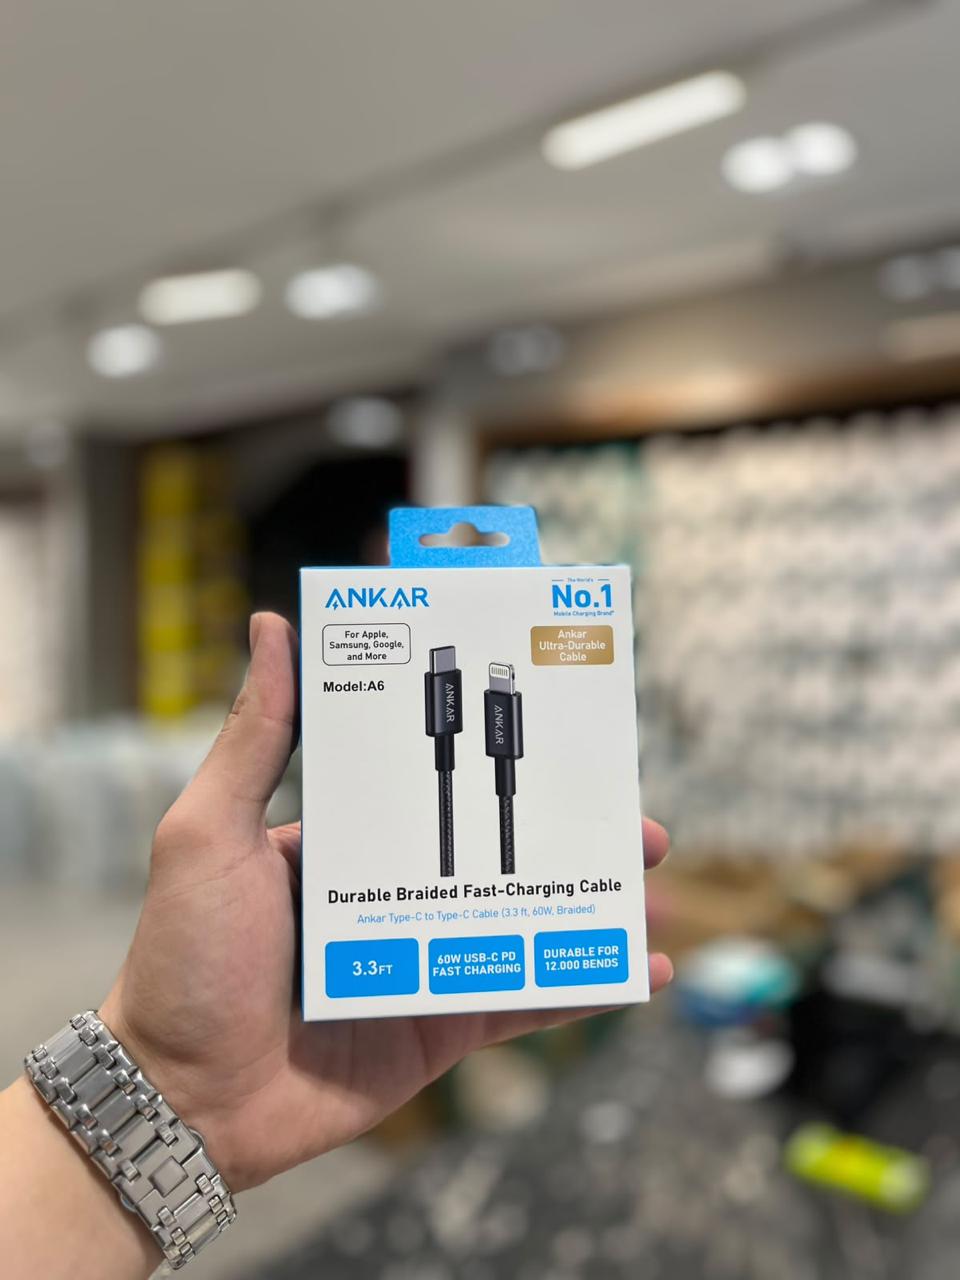 ANKAR
The World's
No.1
Mobile Charging Brand*
For Apple,
Samsung, Google,
and More
Ankar
Ultra-Durable
Cable
Model:A6
ANKAR
ANKAR
Durable Braided Fast-Charging Cable
Ankar Type-C to Type-C Cable (3.3 ft, 60W, Braided)
3.3FT
60W USB-C PD
FAST CHARGING
DURABLE FOR
12.000 BENDS